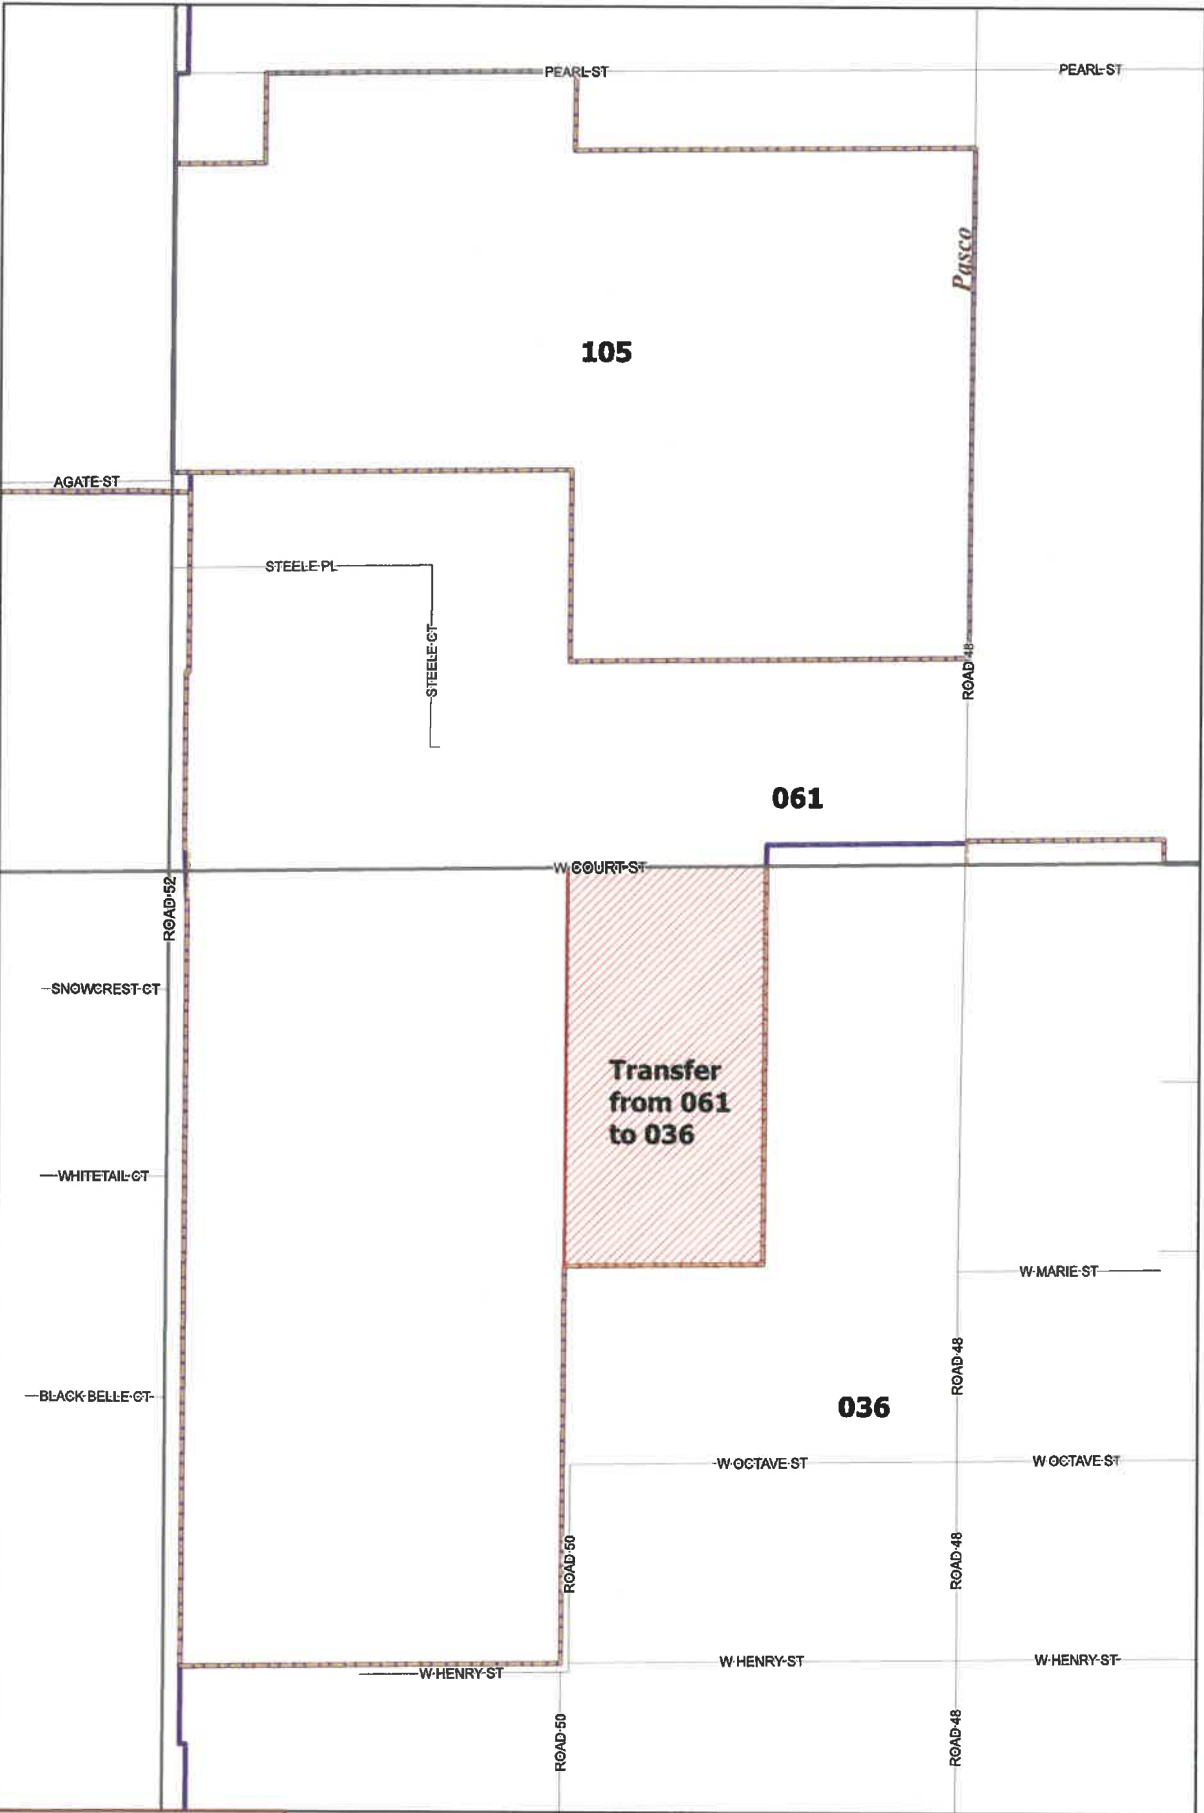 PEARL ST
PEARL ST
Pasco
105
AGATE ST
STEELE PL
STEELE CT
ROAD 48
061
W COURT ST
ROAD 52
SNOWCREST CT
Transfer
from 061
to 036
WHITETAIL CT
W MARIE ST
ROAD 48
BLACK BELLE CT
036
W OCTAVE ST
W OCTAVE ST
ROAD 50
ROAD 48
W HENRY ST
W HENRY ST
W HENRY ST
ROAD 50
ROAD 48